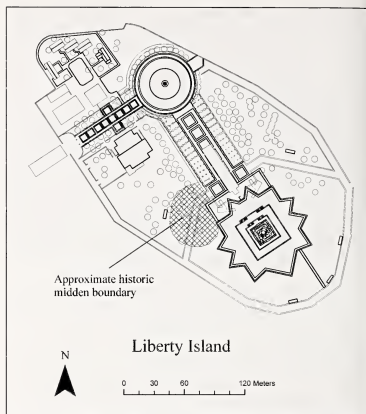 Approximate historic
midden boundary
Liberty Island
N
0 30 60 120 Meters